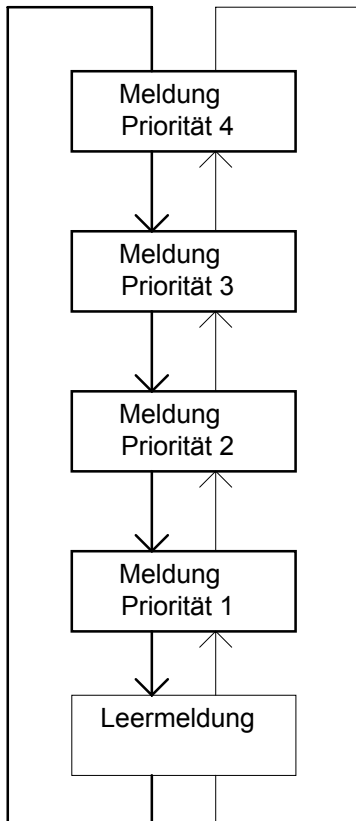 Meldung
Priorität 4
Meldung
Priorität 3
Meldung
Priorität 2
Meldung
Priorität 1
Leermeldung